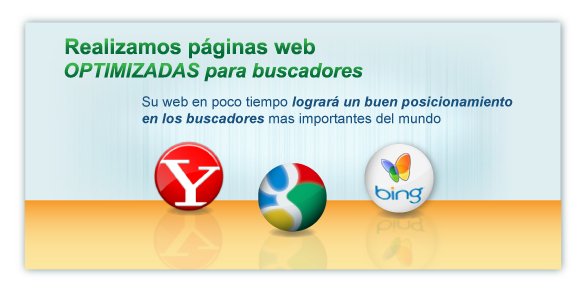 Realizamos páginas web
OPTIMIZADAS para buscadores
Su web en poco tiempo logrará un buen posicionamiento
en los buscadores mas importantes del mundo
Y
g
bing